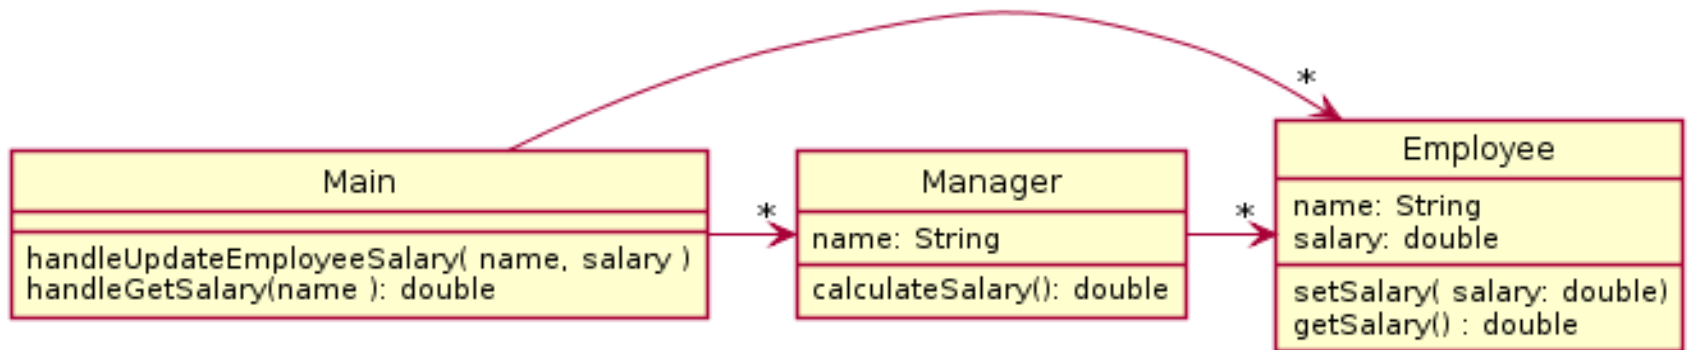 *
Main
handleUpdateEmployeeSalary( name, salary )
handleGetSalary(name ): double
*
Manager
name: String
calculateSalary(): double
*
Employee
name: String
salary: double
setSalary( salary: double)
getSalary() : double